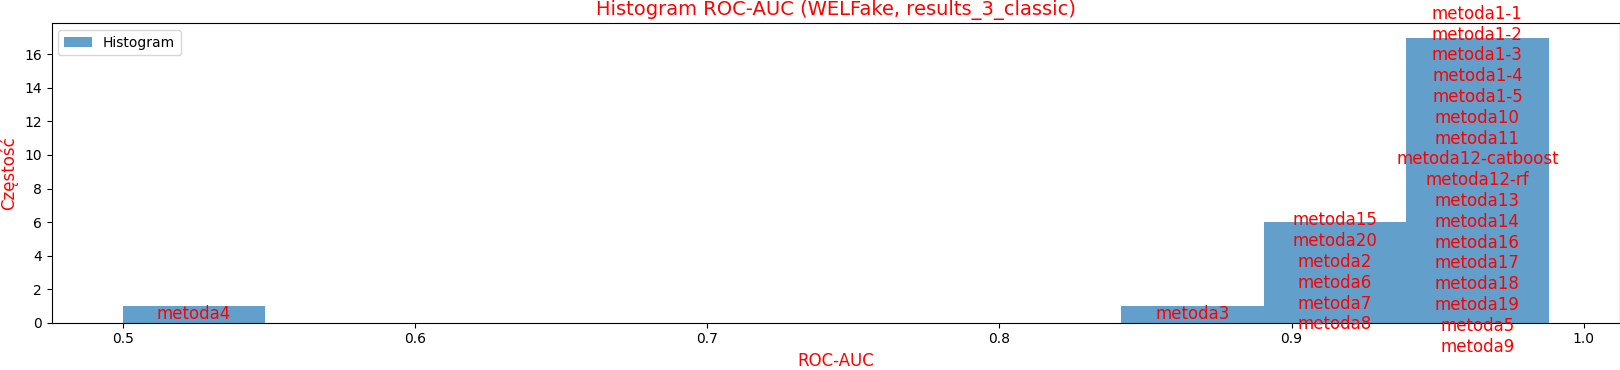 Histogram ROC-AUC (WELFake, results_3_classic)
Histogram
Częstość
16
14
12
10
8
6
4
2
0
metoda4
metoda3
metoda15
metoda20
metoda2
metoda6
metoda7
metoda8
metoda1-1
metoda1-2
metoda1-3
metoda1-4
metoda1-5
metoda10
metoda11
metoda12-catboost
metoda12-rf
metoda13
metoda14
metoda16
metoda17
metoda18
metoda19
metoda5
metoda9
0.5 0.6 0.7 0.8 0.9 1.0
ROC-AUC